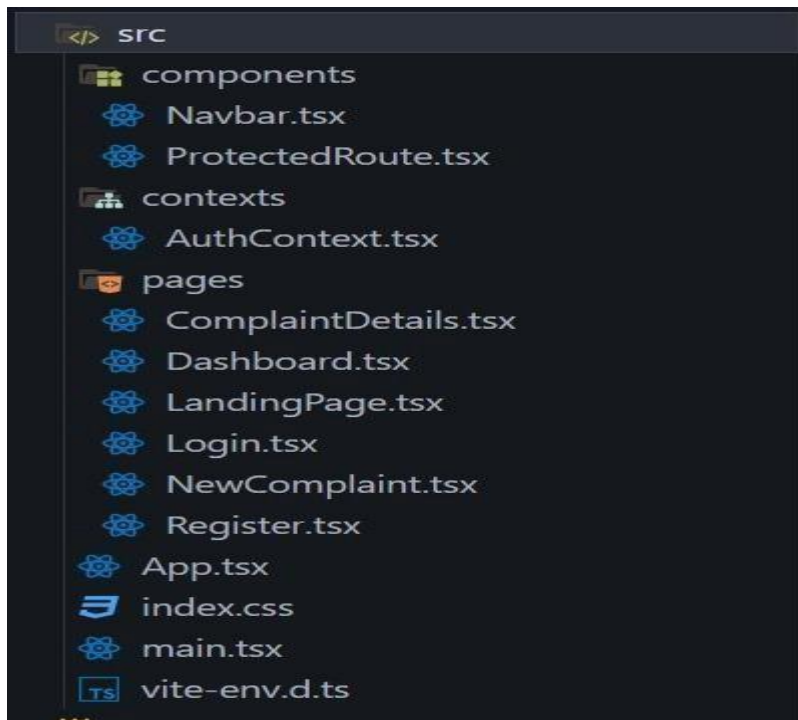 src
components
Navbar.tsx
ProtectedRoute.tsx
contexts
AuthContext.tsx
pages
ComplaintDetails.tsx
Dashboard.tsx
LandingPage.tsx
Login.tsx
NewComplaint.tsx
Register.tsx
App.tsx
index.css
main.tsx
TS vite-env.d.ts